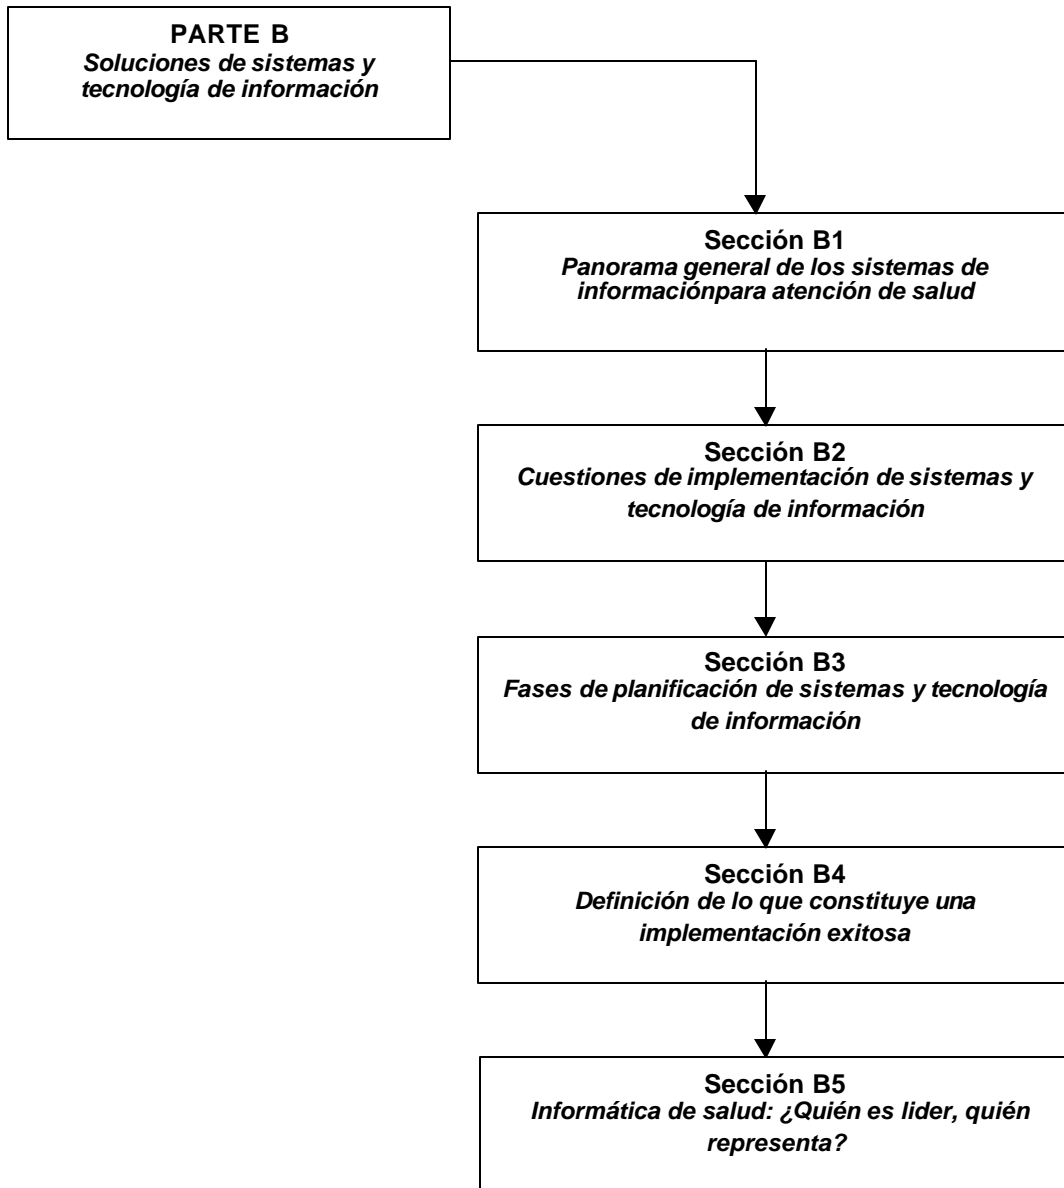 PARTE B
Soluciones de sistemas y
tecnología de información
Sección B1
Panorama general de los sistemas de
informaciónpara atención de salud
Sección B2
Cuestiones de implementación de sistemas y
tecnología de información
Sección B3
Fases de planificación de sistemas y tecnología
de información
Sección B4
Definición de lo que constituye una
implementación exitosa
Sección B5
Informática de salud: ¿Quién es lider, quién
representa?